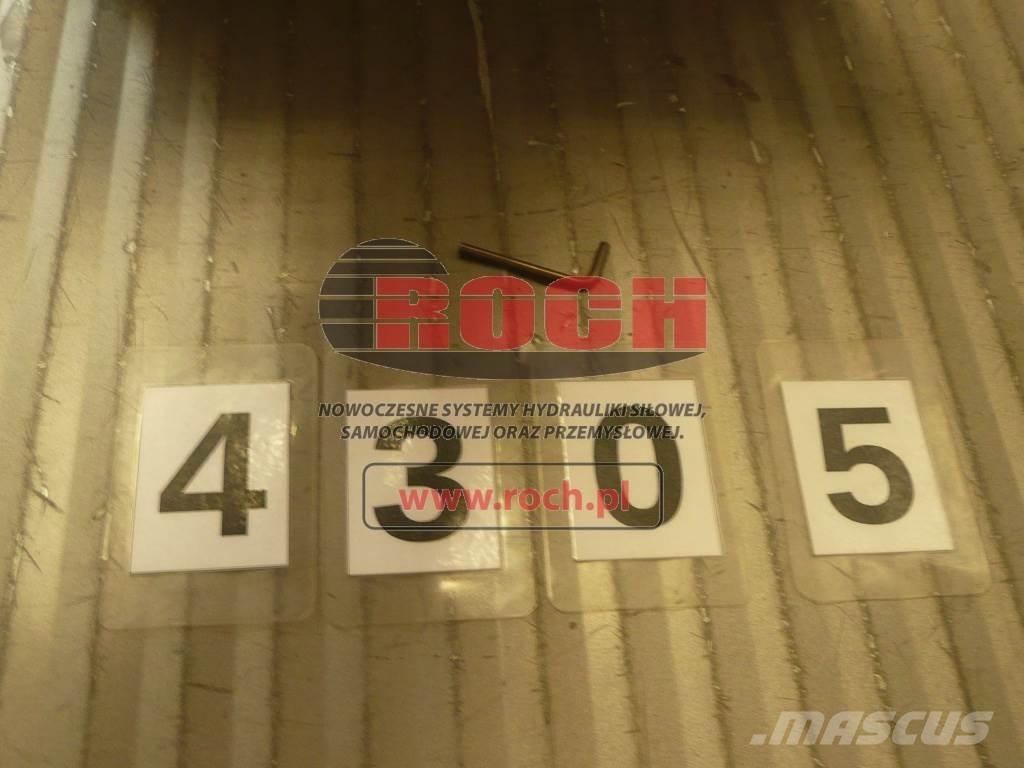 ROCH
NOWOCZESNE SYSTEMY HYDRAULIKI SIŁOWEJ,
SAMOCHODOWEJ ORAZ PRZEMYSŁOWEJ.
4 3 0 5
www.roch.pl
.MASCUS